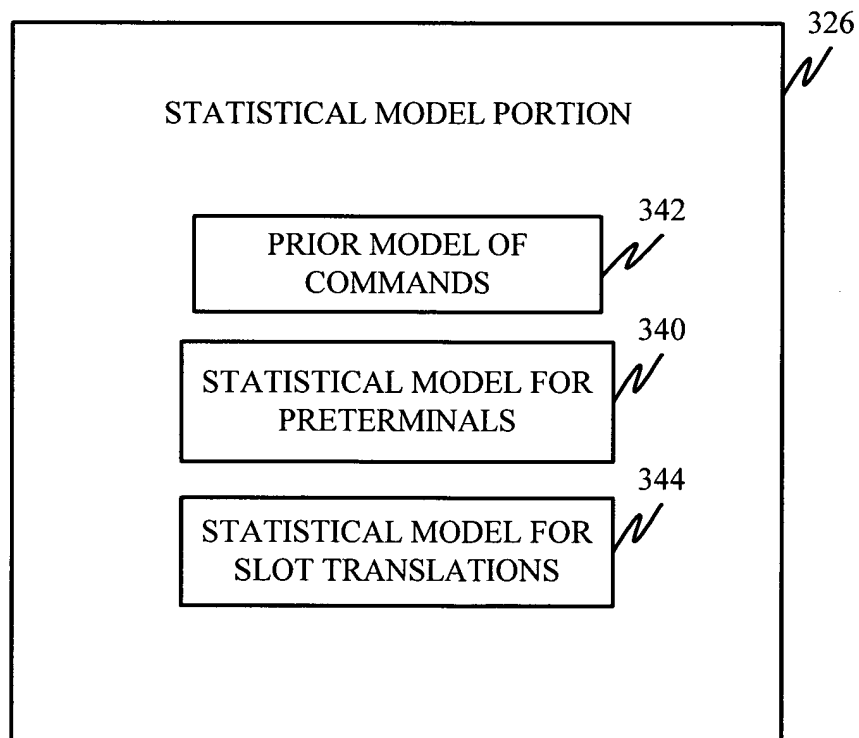 326
STATISTICAL MODEL PORTION
342
PRIOR MODEL OF
COMMANDS
340
STATISTICAL MODEL FOR
PRETERMINALS
344
STATISTICAL MODEL FOR
SLOT TRANSLATIONS